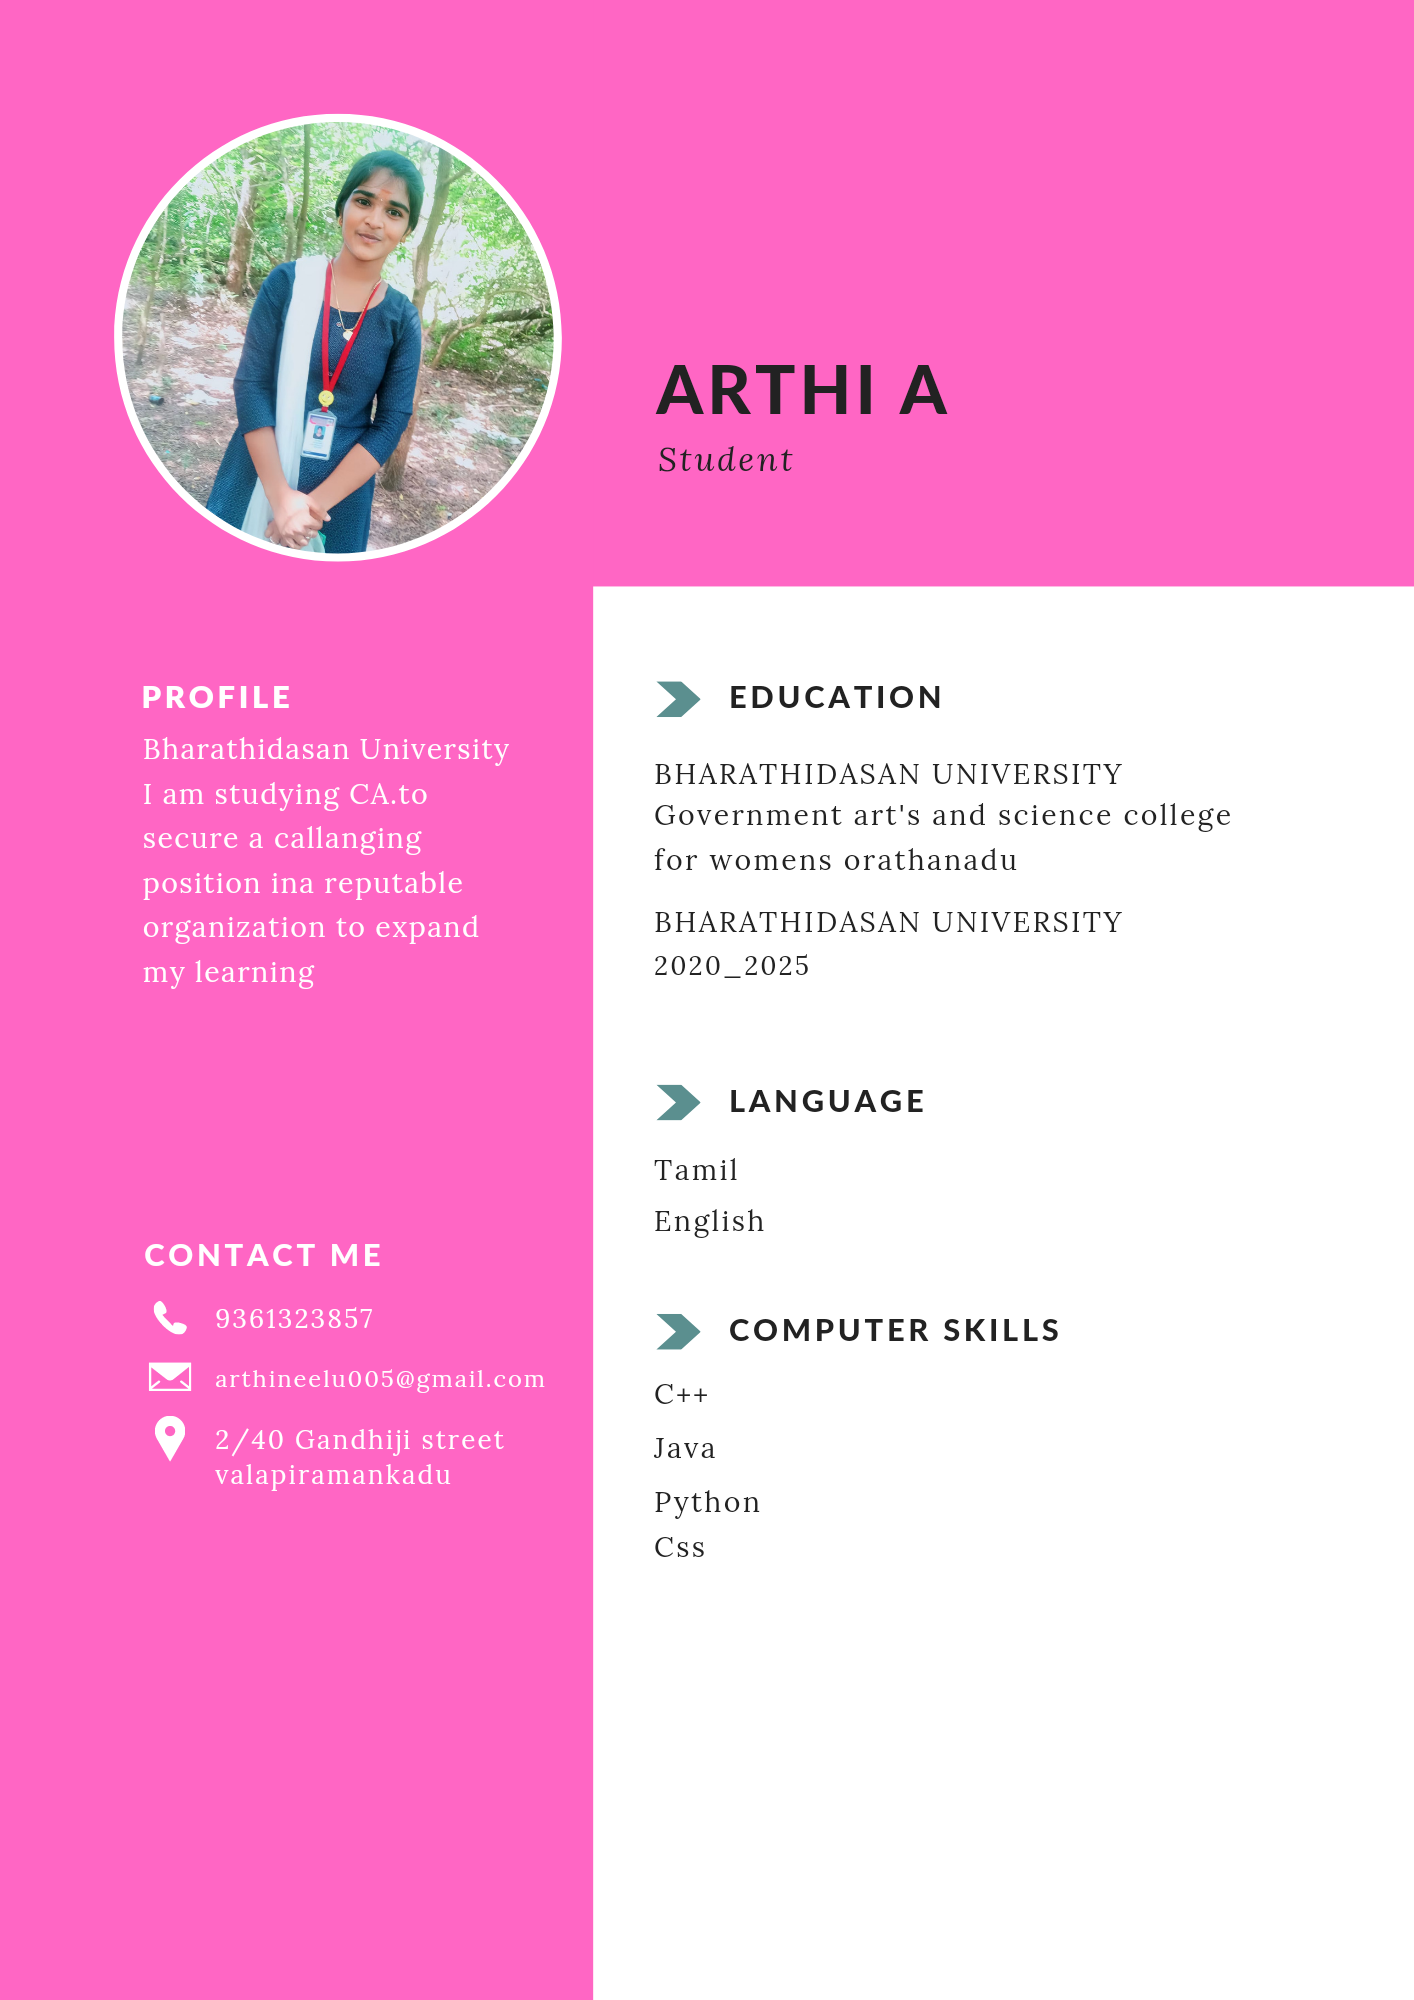 ARTHI A
Student
PROFILE
Bharathidasan University
I am studying CA.to
secure a callanging
position ina reputable
organization to expand
my learning
CONTACT ME
9361323857
arthineelu005@gmail.com
2/40 Gandhiji street
valapiramankadu
EDUCATION
BHARATHIDASAN UNIVERSITY
Government art's and science college
for womens orathanadu
BHARATHIDASAN UNIVERSITY
2020_2025
LANGUAGE
Tamil
English
COMPUTER SKILLS
C++
Java
Python
Css